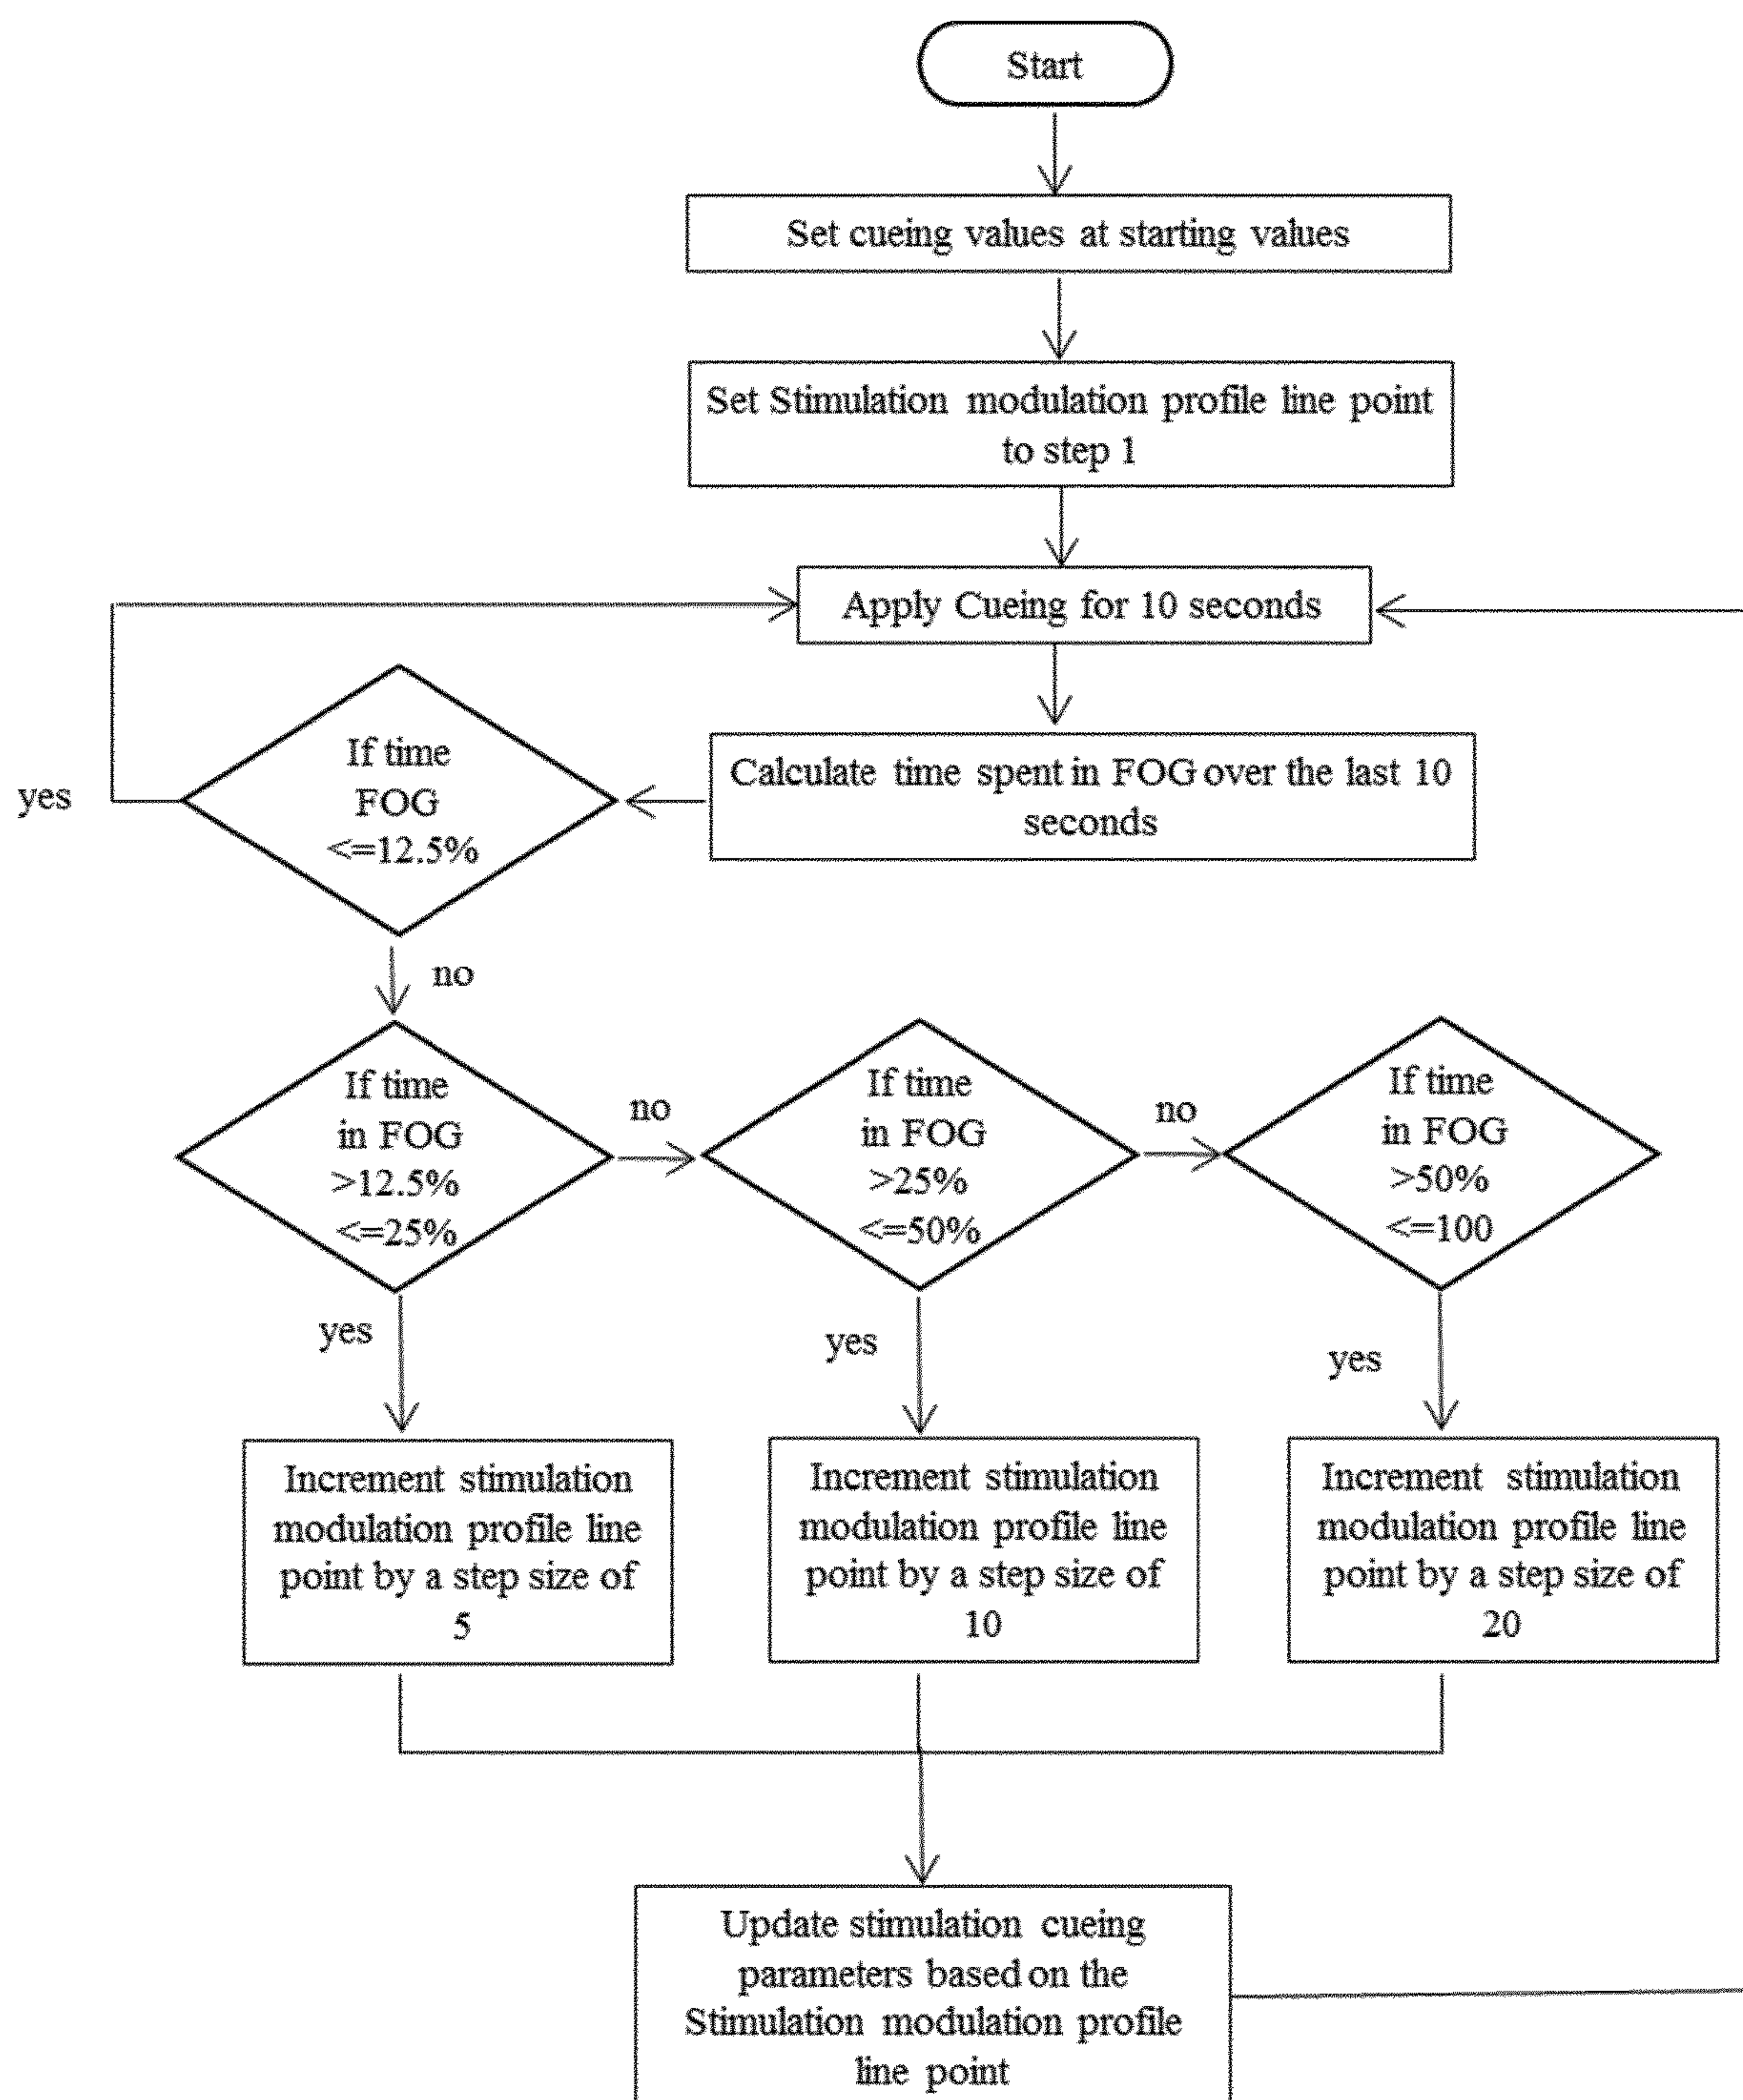 Start
Set cueing values at starting values
Set Stimulation modulation profile line point
to step 1
Apply Cueing for 10 seconds
Calculate time spent in FOG over the last 10
seconds
If time
FOG
<=12.5%
yes
no
If time
in FOG
>12.5%
<=25%
no
If time
in FOG
>25%
<=50%
no
If time
in FOG
>50%
<=100
yes
yes
yes
Increment stimulation
modulation profile line
point by a step size of
5
Increment stimulation
modulation profile line
point by a step size of
10
Increment stimulation
modulation profile line
point by a step size of
20
Update stimulation cueing
parameters based on the
Stimulation modulation profile
line point